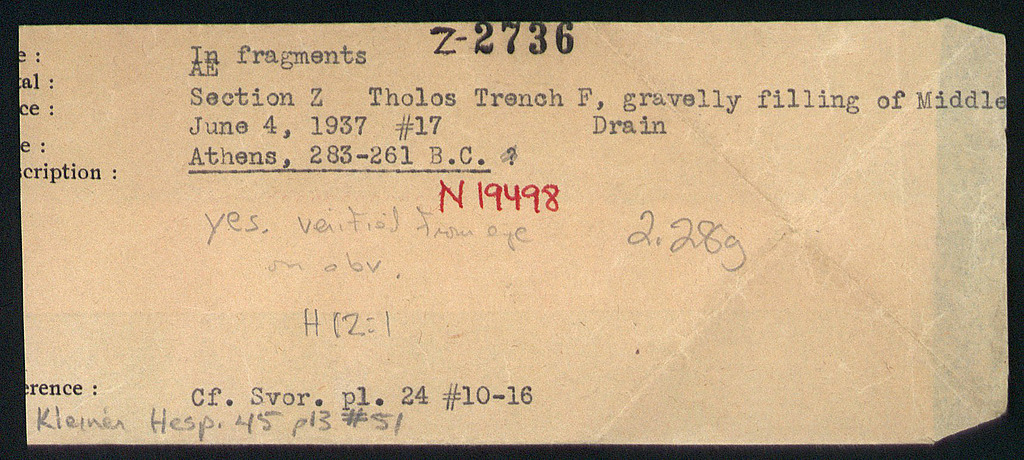 Z-2736
e : In fragments
al : AE
ce : Section Z Tholos Trench F, gravelly filling of Middle
June 4, 1937 #17 Drain
e : Athens, 283-261 B.C. ?
cription :
N 19498
yes. verified from eye 2.28g
on obv.
H 12:1
erence : Cf. Svor. pl. 24 #10-16
Kleiner Hesp. 45 p13 #51